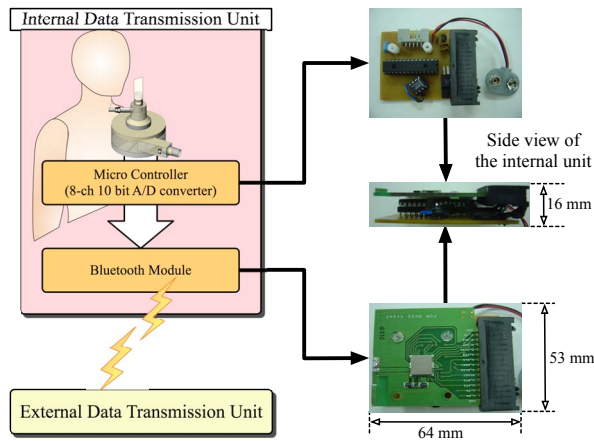 Internal Data Transmission Unit
Micro Controller
(8-ch 10 bit A/D converter)
Bluetooth Module
External Data Transmission Unit
Side view of
the internal unit
16 mm
53 mm
64 mm